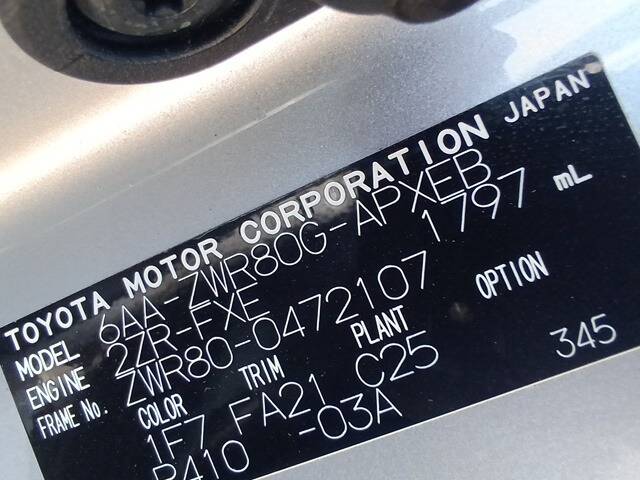 TOYOTA MOTOR CORPORATION JAPAN
MODEL 6AA-ZWR80G-APXEB
ENGINE 2ZR-FXE 1797 mL
FRAME No. ZWR80-0472107
COLOR TRIM PLANT OPTION
1F7 FA21 C25 345
P410 -03A